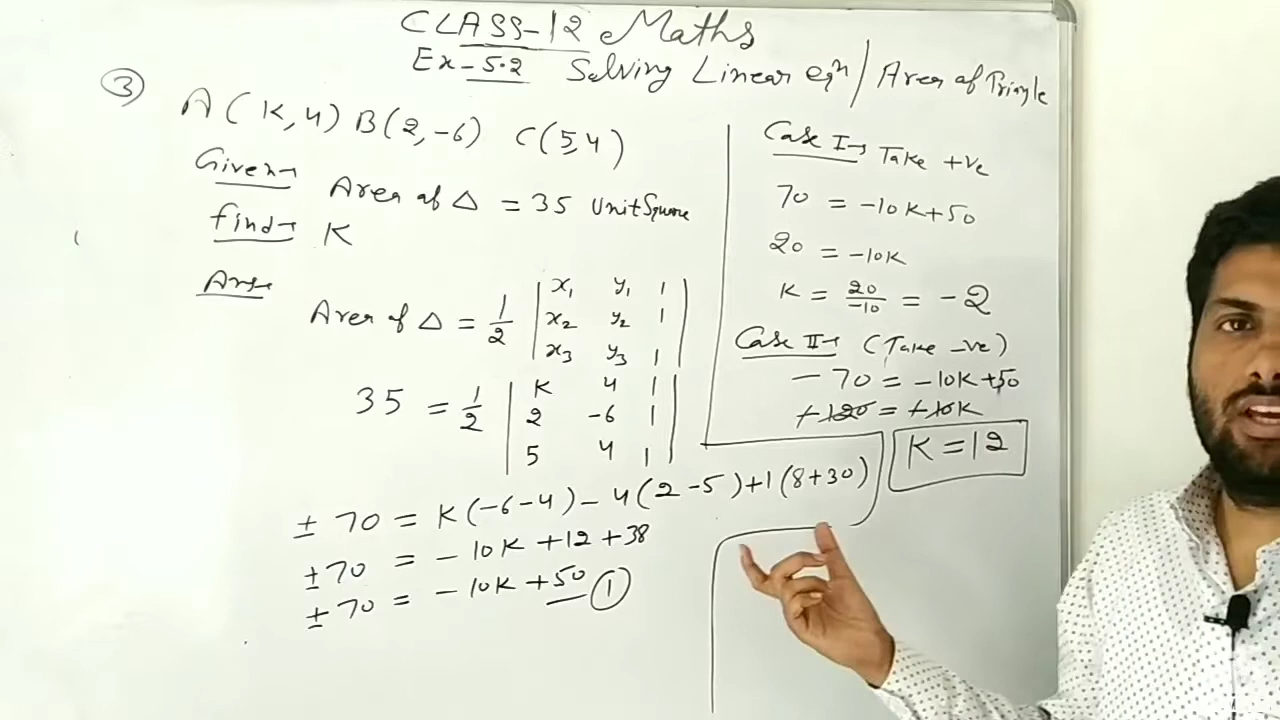 CLASS-12 Maths
Ex-5.2 Solving Linear eqⁿ / Area of Triangle
③ A(K,4) B(2,-6) C(5,4)
Given→ Area of △ = 35 Unit Square
find→ K
Ans→
Area of △ = 1/2 | x₁ y₁ 1 |
| x₂ y₂ 1 |
| x₃ y₃ 1 |
35 = 1/2 | K 4 1 |
| 2 -6 1 |
| 5 4 1 |
± 70 = K(-6-4) - 4(2-5)+1(8+30)
±70 = -10K +12 +38
±70 = -10K +50 ①
Case I→ Take +ve
70 = -10K+50
20 = -10K
K = 20/-10 = -2
Case II→ (Take -ve)
-70 = -10K+50
+120 = +10K
K=12